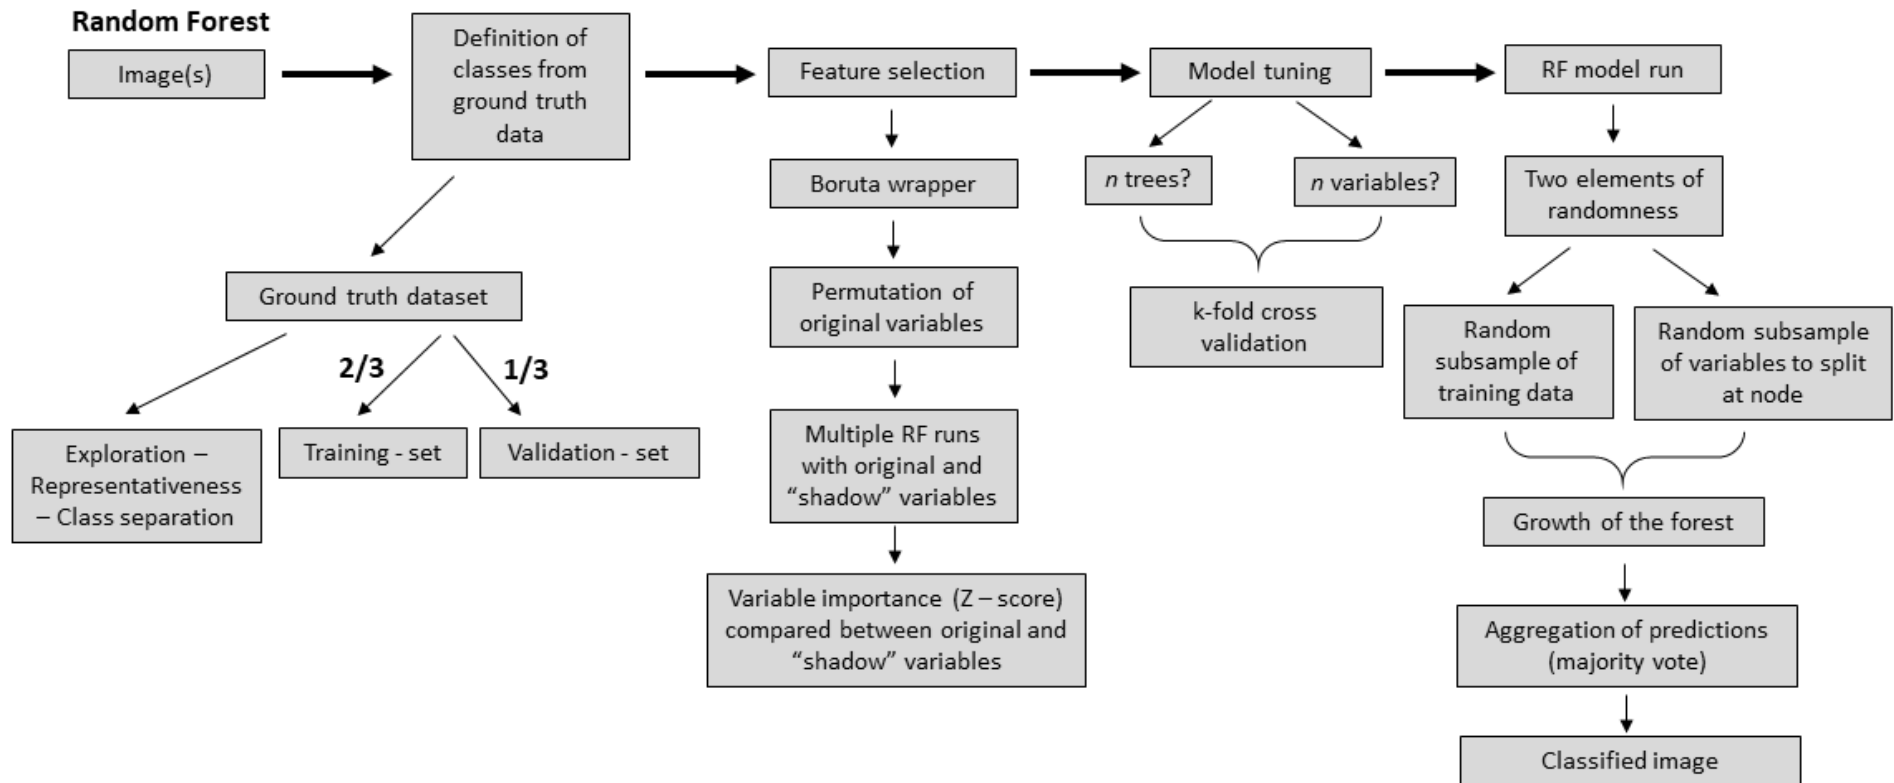 Random Forest
Image(s)
Definition of
classes from
ground truth
data
Feature selection
Model tuning
RF model run
Ground truth dataset
2/3
1/3
Exploration –
Representativeness
– Class separation
Training - set
Validation - set
Boruta wrapper
Permutation of
original variables
Multiple RF runs
with original and
“shadow” variables
Variable importance (Z – score)
compared between original and
“shadow” variables
n trees?
n variables?
k-fold cross
validation
Two elements of
randomness
Random
subsample of
training data
Random subsample
of variables to split
at node
Growth of the forest
Aggregation of predictions
(majority vote)
Classified image